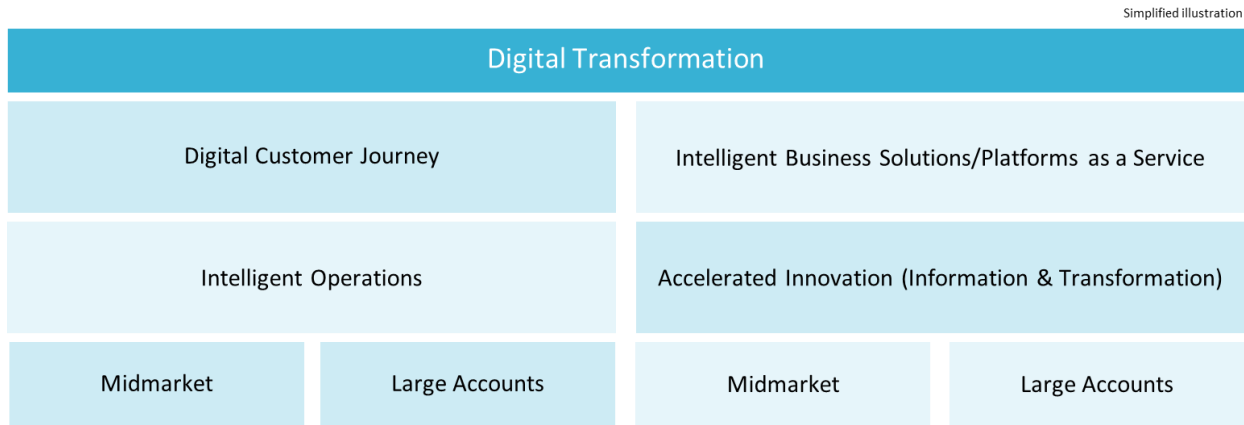 Simplified illustration
Digital Transformation
Digital Customer Journey
Intelligent Business Solutions/Platforms as a Service
Intelligent Operations
Accelerated Innovation (Information & Transformation)
Midmarket
Large Accounts
Midmarket
Large Accounts